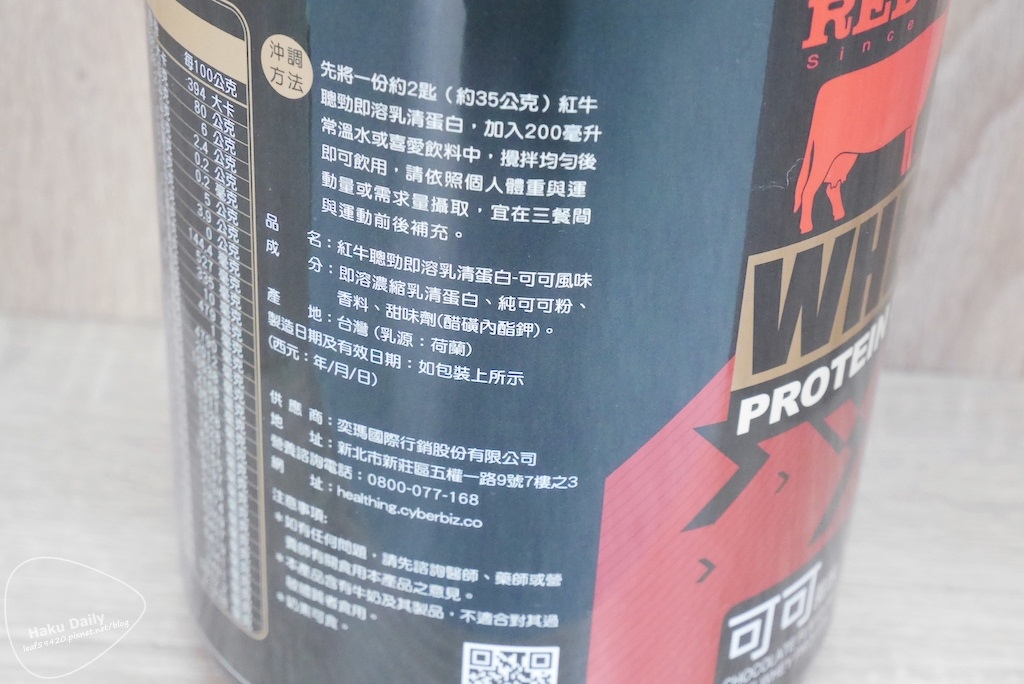 每100公克
394 大卡
80 公克
6 公克
2.4 公克
0.2 公克
沖調
方法
先將一份約2匙（約35公克）紅牛
聰勁即溶乳清蛋白，加入200毫升
常溫水或喜愛飲料中，攪拌均勻後
即可飲用，請依照個人體重與運
動量或需求量攝取，宜在三餐間
與運動前後補充。
品 名：紅牛聰勁即溶乳清蛋白-可可風味
成 分：即溶濃縮乳清蛋白、純可可粉、
香料、甜味劑(醋磺內酯鉀)。
產 地：台灣 (乳源：荷蘭)
製造日期及有效日期：如包裝上所示
(西元：年/月/日)
供應商：奕瑪國際行銷股份有限公司
地 址：新北市新莊區五權一路9號7樓之3
營養諮詢電話：0800-077-168
網 址：healthing.cyberbiz.co
注意事項:
*如有任何問題，請先諮詢醫師、藥師或營
養師有關食用本產品之意見。
*本產品含有牛奶及其製品，不適合對其過
敏體質者食用。
*奶素可食。
RED
Since
WH
PROTEIN
可可
CHOCOLATE
Haku Daily
leafs9420.pixnet.net/blog